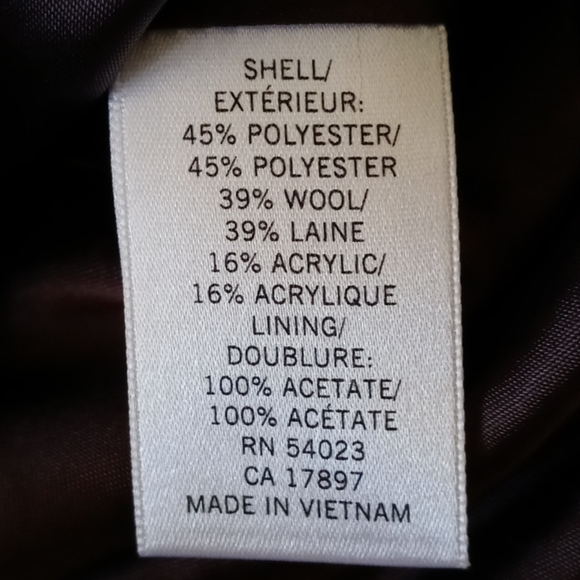 SHELL/
EXTÉRIEUR:
45% POLYESTER/
45% POLYESTER
39% WOOL/
39% LAINE
16% ACRYLIC/
16% ACRYLIQUE
LINING/
DOUBLURE:
100% ACETATE/
100% ACÉTATE
RN 54023
CA 17897
MADE IN VIETNAM